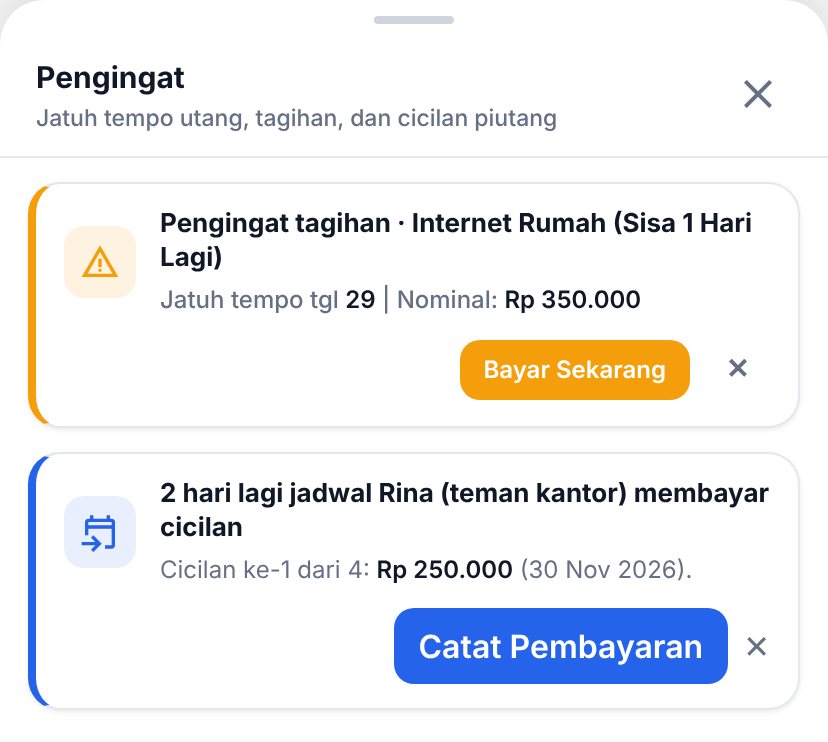 Pengingat
Jatuh tempo utang, tagihan, dan cicilan piutang
Pengingat tagihan · Internet Rumah (Sisa 1 Hari
Lagi)
Jatuh tempo tgl 29 | Nominal: Rp 350.000
Bayar Sekarang
2 hari lagi jadwal Rina (teman kantor) membayar
cicilan
Cicilan ke-1 dari 4: Rp 250.000 (30 Nov 2026).
Catat Pembayaran